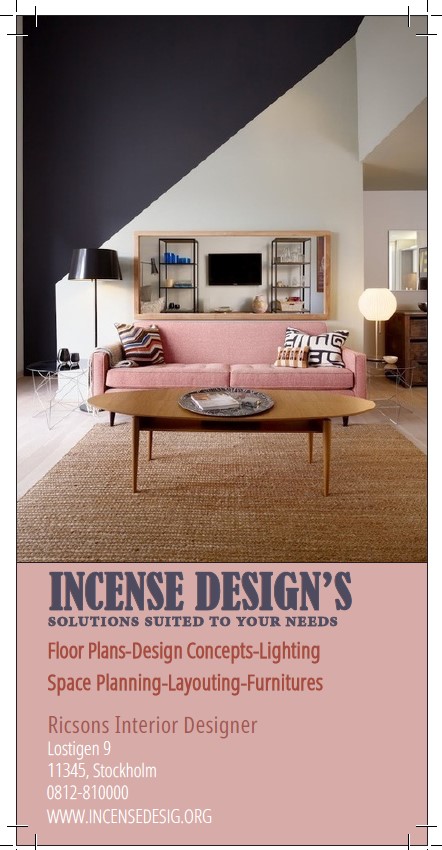 INCENSE DESIGN'S
SOLUTIONS SUITED TO YOUR NEEDS
Floor Plans-Design Concepts-Lighting
Space Planning-Layouting-Furnitures
Ricsons Interior Designer
Lostigen 9
11345, Stockholm
0812-810000
WWW.INCENSEDESIG.ORG